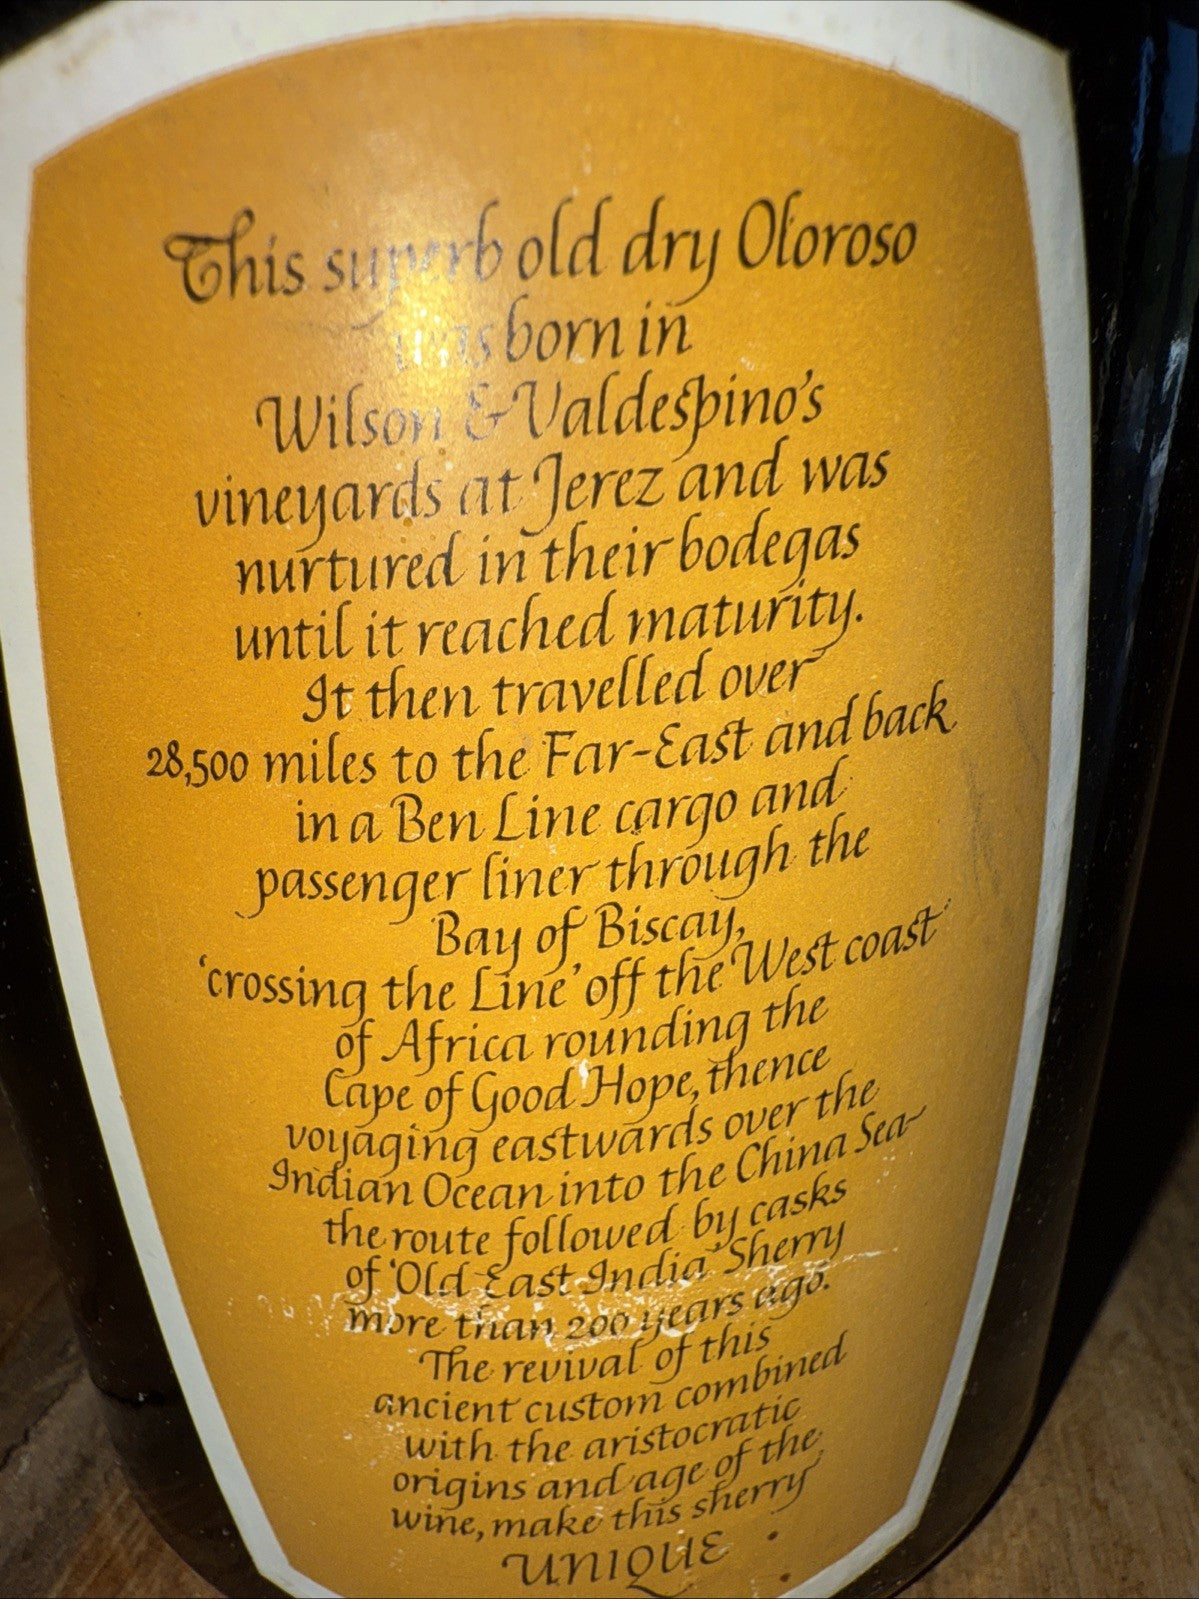 This superb old dry Oloroso
was born in
Wilson & Valdespino's
vineyards at Jerez and was
nurtured in their bodegas
until it reached maturity.
It then travelled over
28,500 miles to the Far-East and back
in a Ben Line cargo and
passenger liner through the
Bay of Biscay,
'crossing the Line' off the West coast
of Africa rounding the
Cape of Good Hope, thence
voyaging eastwards over the
Indian Ocean into the China Sea-
the route followed by casks
of 'Old East India' Sherry
more than 200 years ago.
The revival of this
ancient custom combined
with the aristocratic
origins and age of the
wine, make this sherry
UNIQUE